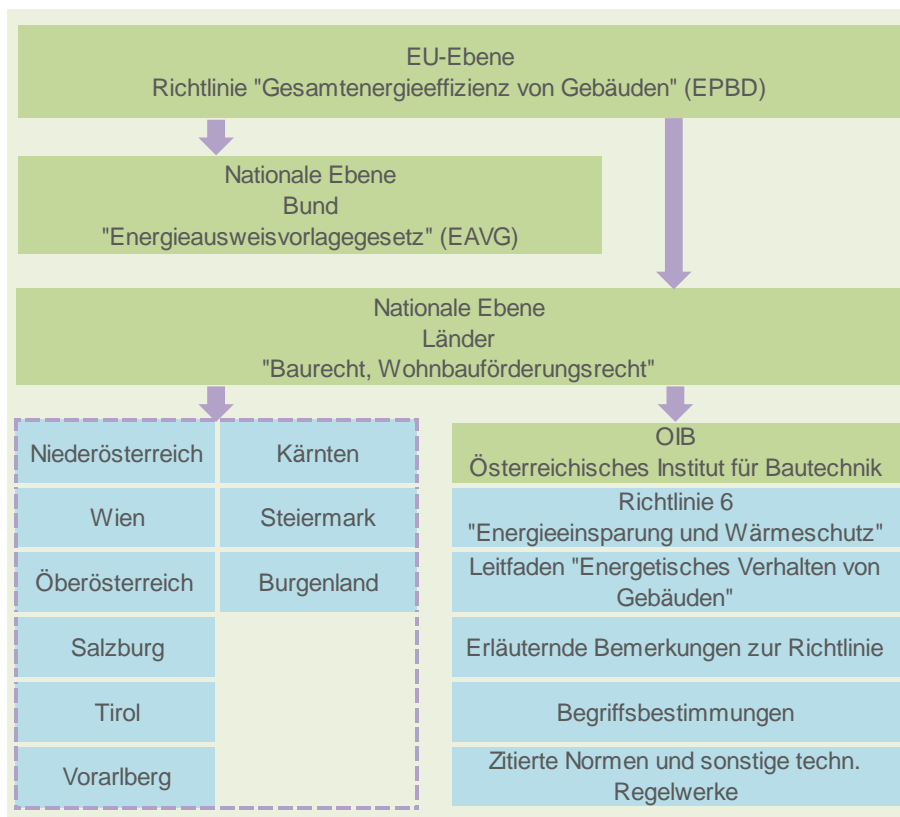 EU-Ebene
Richtlinie "Gesamtenergieeffizienz von Gebäuden" (EPBD)
Nationale Ebene
Bund
"Energieausweisvorlagegesetz" (EAVG)
Nationale Ebene
Länder
"Baurecht, Wohnbauförderungsrecht"
Niederösterreich
Kärnten
Wien
Steiermark
Öberösterreich
Burgenland
Salzburg
Tirol
Vorarlberg
OIB
Österreichisches Institut für Bautechnik
Richtlinie 6
"Energieeinsparung und Wärmeschutz"
Leitfaden "Energetisches Verhalten von
Gebäuden"
Erläuternde Bemerkungen zur Richtlinie
Begriffsbestimmungen
Zitierte Normen und sonstige techn.
Regelwerke